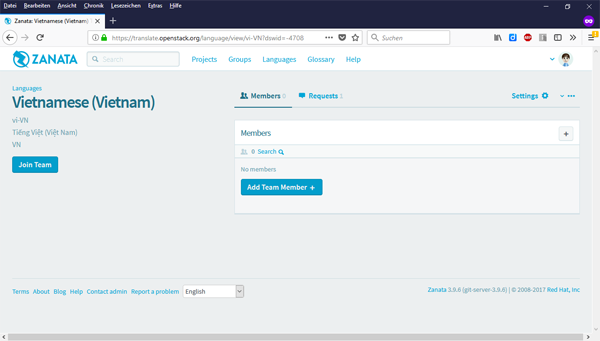 Datei Bearbeiten Ansicht Chronik Lesezeichen Extras Hilfe
Zanata: Vietnamese (Vietnam)
https://translate.openstack.org/language/view/vi-VN?dswid=-4708
Suchen
ZANATA
Search
Projects Groups Languages Glossary Help
Languages
Vietnamese (Vietnam)
vi-VN
Tiếng Việt (Việt Nam)
VN
Join Team
Members 0
Requests 1
Settings
Members
0 Search
No members
Add Team Member +
Terms About Blog Help Contact admin Report a problem English
Zanata 3.9.6 (git-server-3.9.6) | © 2008-2017 Red Hat, Inc